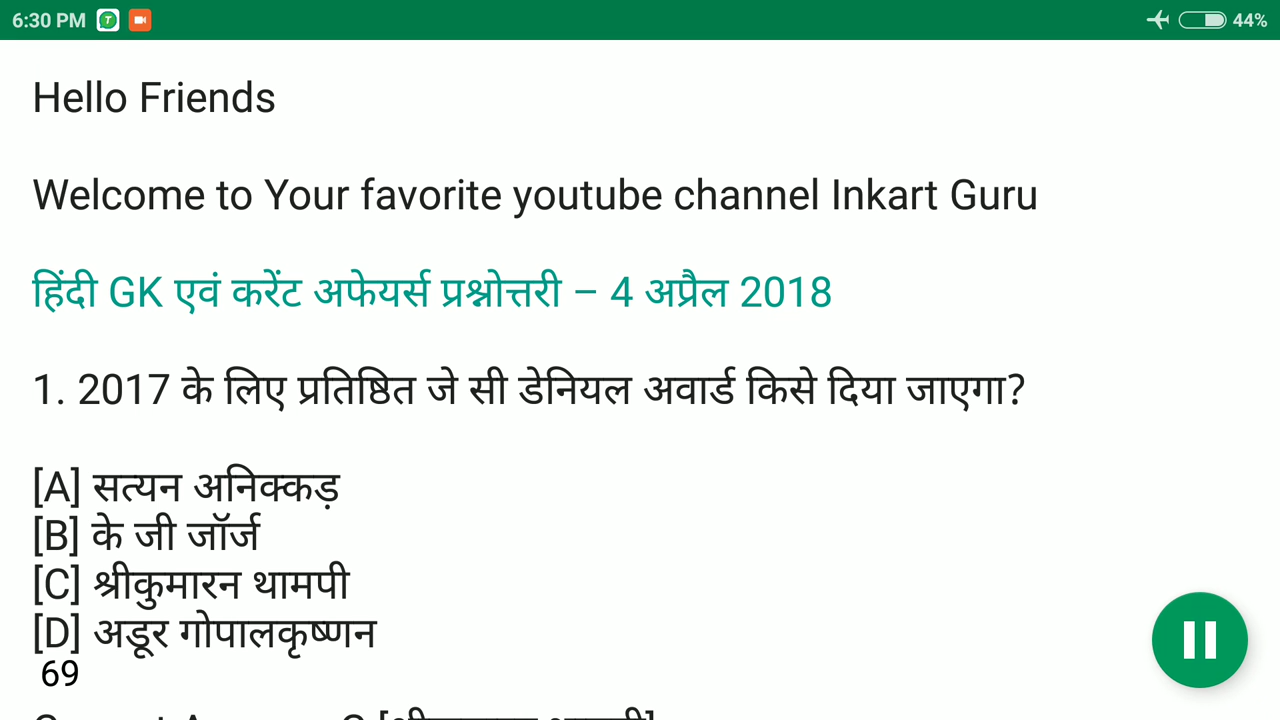 6:30 PM 44%
Hello Friends
Welcome to Your favorite youtube channel Inkart Guru
हिंदी GK एवं करेंट अफेयर्स प्रश्नोत्तरी – 4 अप्रैल 2018
1. 2017 के लिए प्रतिष्ठित जे सी डेनियल अवार्ड किसे दिया जाएगा?
[A] सत्यन अनिक्कड़
[B] के जी जॉर्ज
[C] श्रीकुमारन थामपी
[D] अडूर गोपालकृष्णन
69